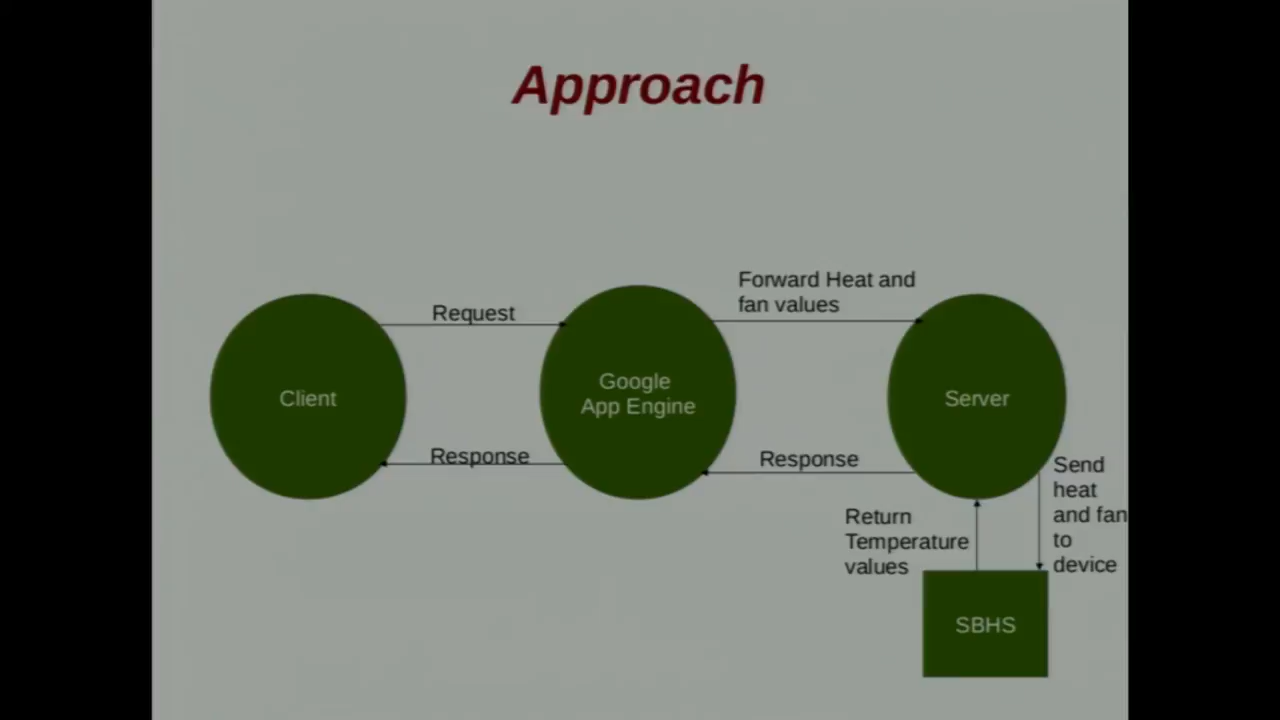 Approach
Forward Heat and
fan values
Request
Client
Google
App Engine
Server
Response
Response
Send
heat
and fan
to
device
Return
Temperature
values
SBHS